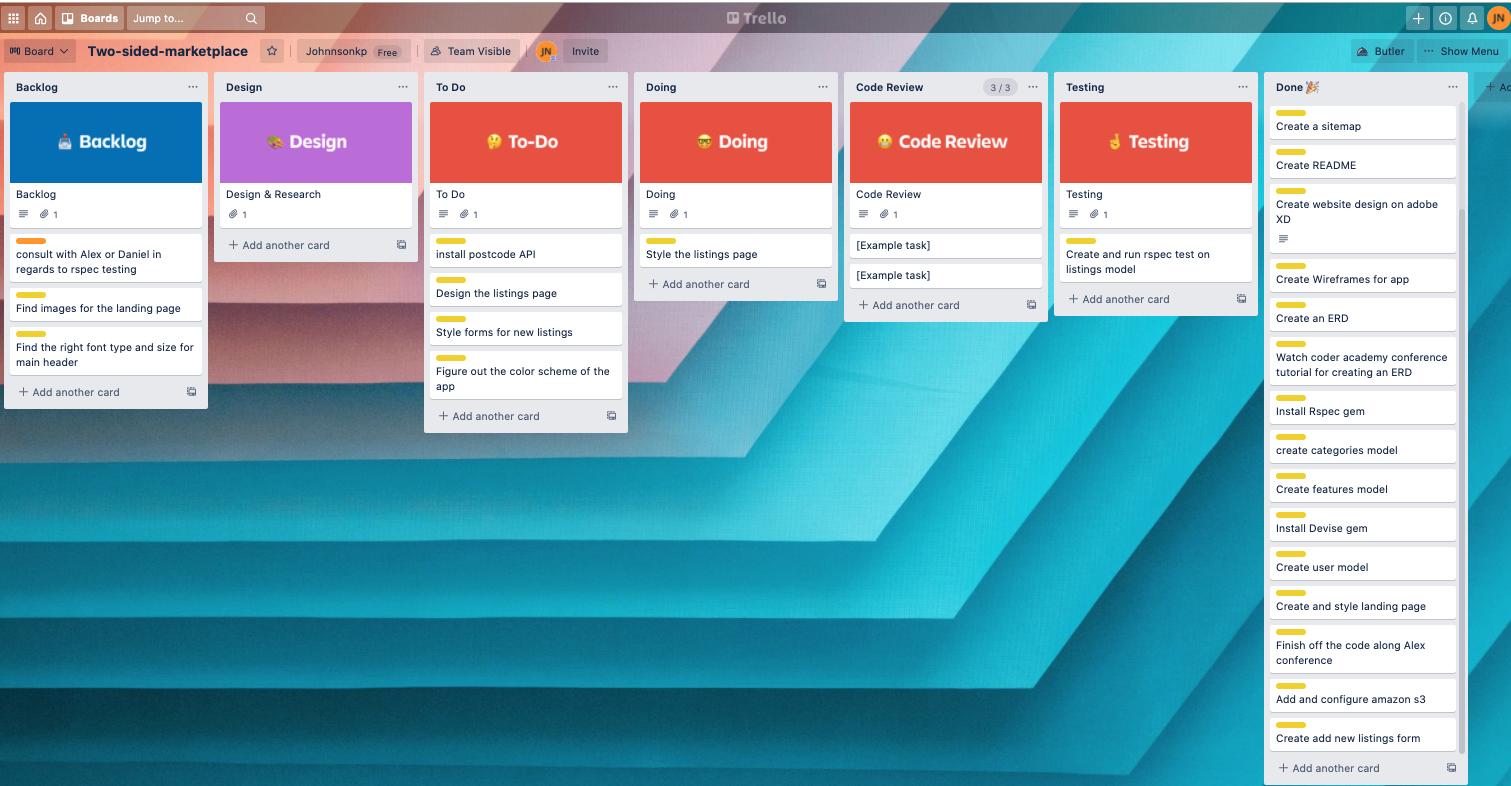 Boards
Jump to...
Trello
JN
Board
Two-sided-marketplace
Johnnsonkp Free
Team Visible
JN
Invite
Butler
Show Menu
Backlog
Backlog
Backlog
1
consult with Alex or Daniel in
regards to rspec testing
Find images for the landing page
Find the right font type and size for
main header
+ Add another card
Design
Design
Design & Research
1
+ Add another card
To Do
To-Do
To Do
1
install postcode API
Design the listings page
Style forms for new listings
Figure out the color scheme of the
app
+ Add another card
Doing
Doing
Doing
1
Style the listings page
+ Add another card
Code Review
3 / 3
Code Review
Code Review
1
[Example task]
[Example task]
+ Add another card
Testing
Testing
Testing
1
Create and run rspec test on
listings model
+ Add another card
Done 🎉
Create a sitemap
Create README
Create website design on adobe
XD
Create Wireframes for app
Create an ERD
Watch coder academy conference
tutorial for creating an ERD
Install Rspec gem
create categories model
Create features model
Install Devise gem
Create user model
Create and style landing page
Finish off the code along Alex
conference
Add and configure amazon s3
Create add new listings form
+ Add another card